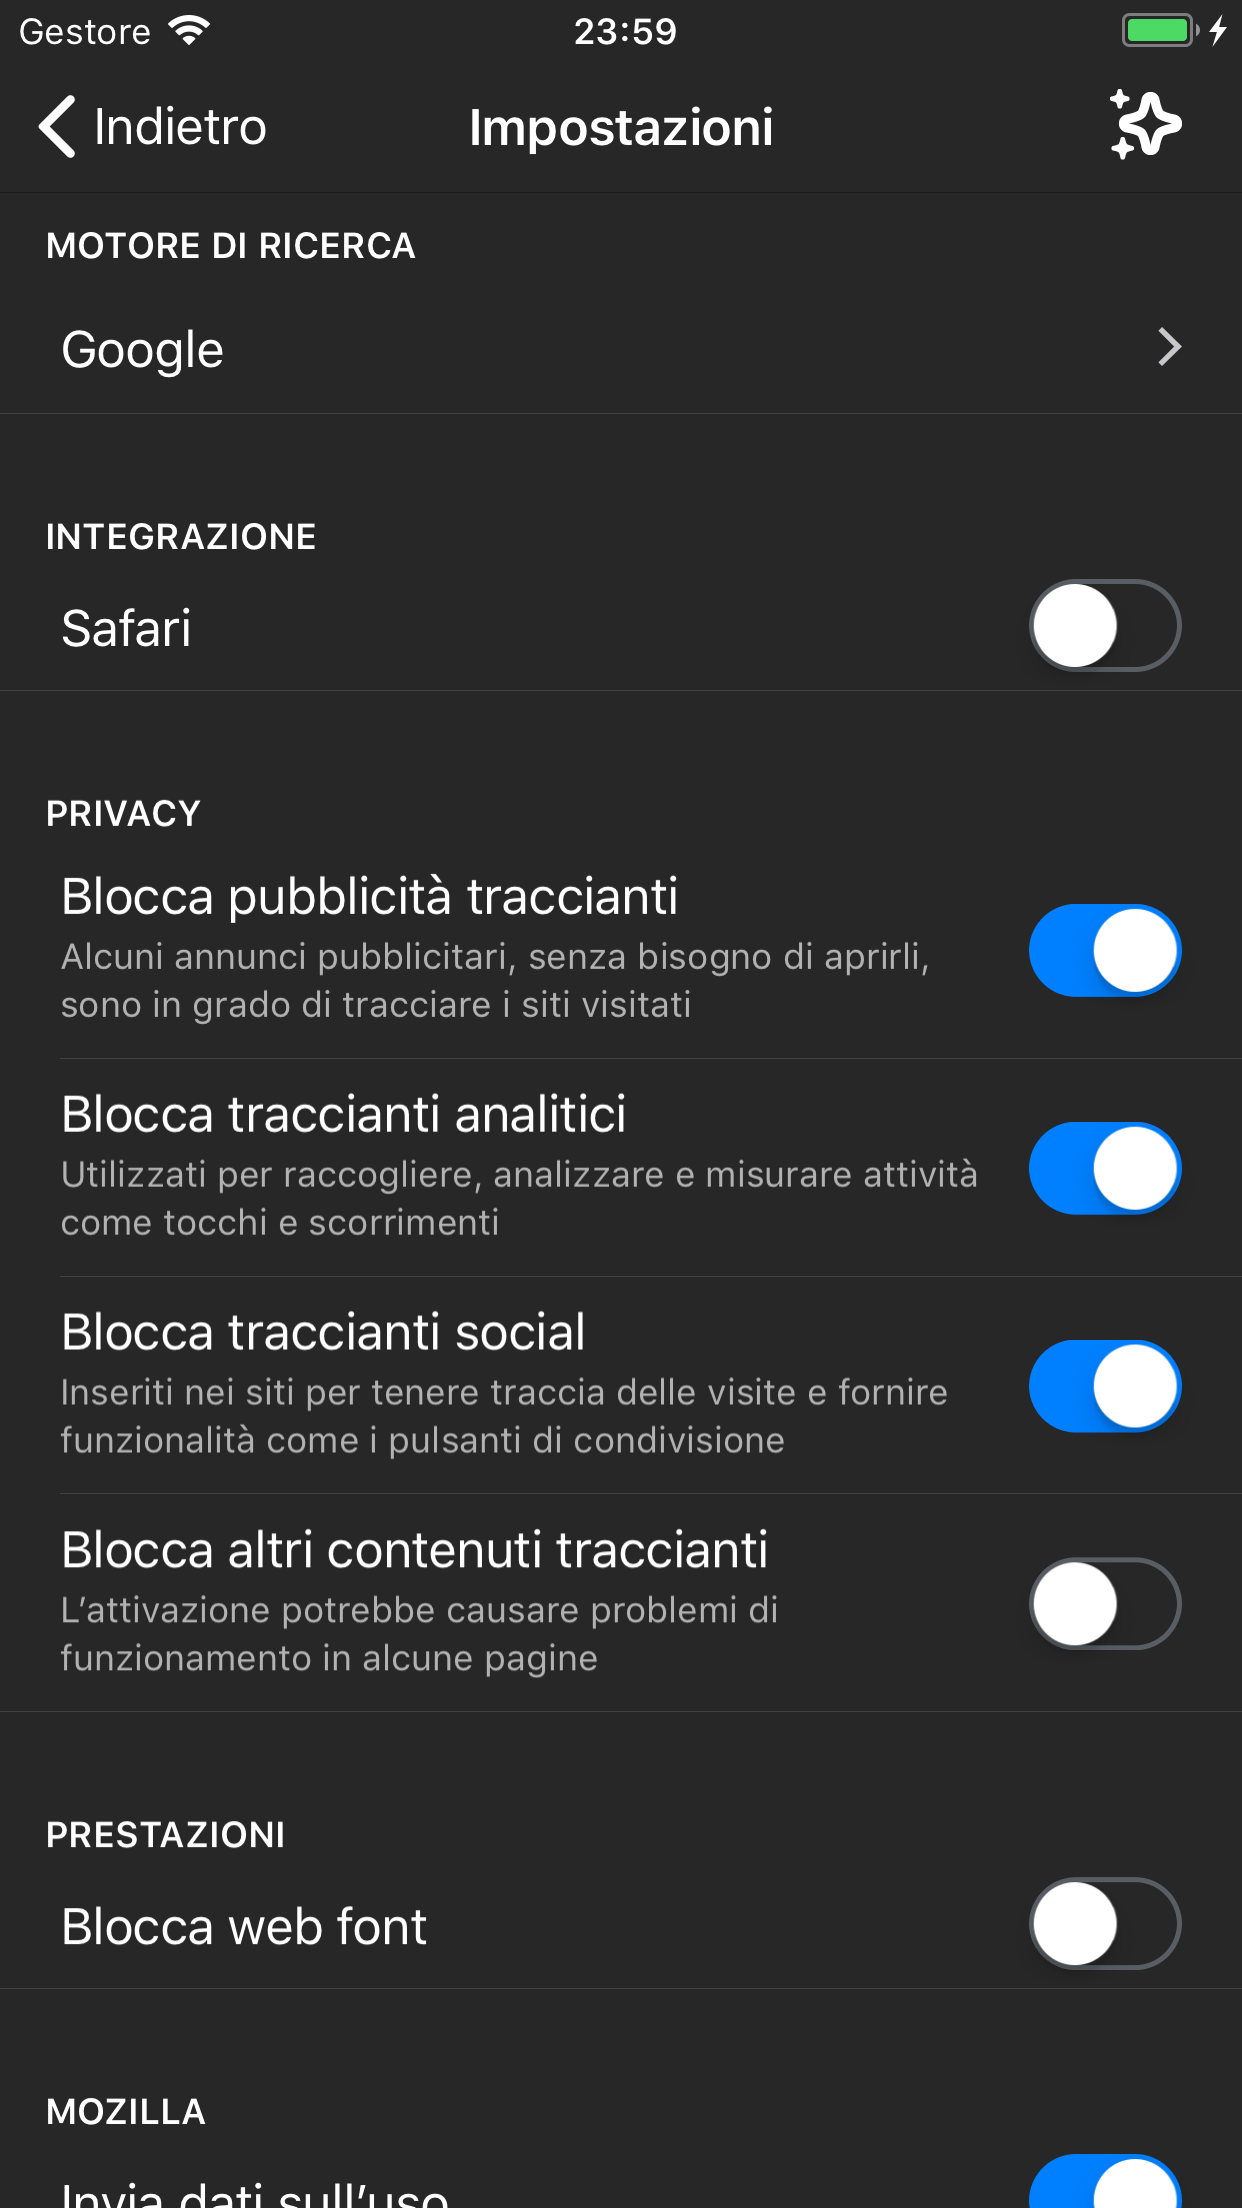 Gestore
23:59
Indietro
Impostazioni
MOTORE DI RICERCA
Google
INTEGRAZIONE
Safari
PRIVACY
Blocca pubblicità traccianti
Alcuni annunci pubblicitari, senza bisogno di aprirli,
sono in grado di tracciare i siti visitati
Blocca traccianti analitici
Utilizzati per raccogliere, analizzare e misurare attività
come tocchi e scorrimenti
Blocca traccianti social
Inseriti nei siti per tenere traccia delle visite e fornire
funzionalità come i pulsanti di condivisione
Blocca altri contenuti traccianti
L’attivazione potrebbe causare problemi di
funzionamento in alcune pagine
PRESTAZIONI
Blocca web font
MOZILLA
Invia dati sull’uso